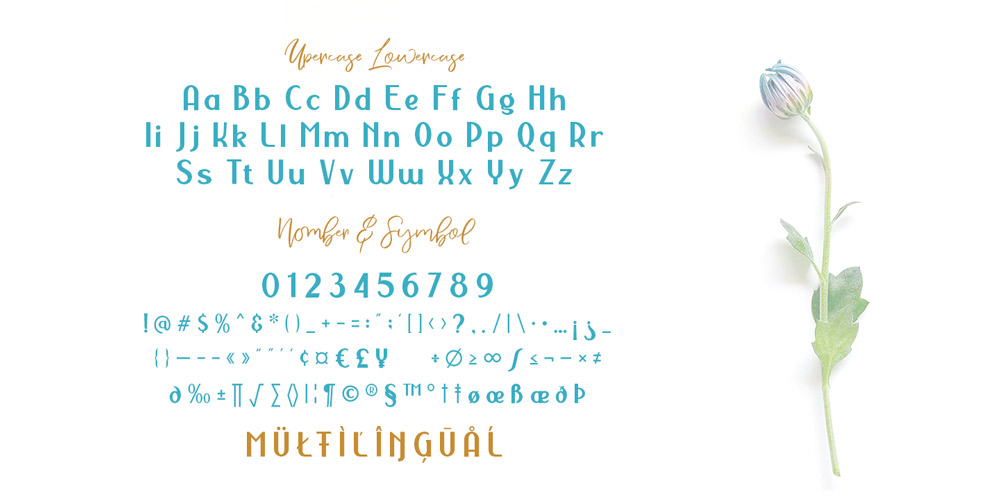 Upercase Lowercase
Aa Bb Cc Dd Ee Ff Gg Hh
Ii Jj Kk Ll Mm Nn Oo Pp Qq Rr
Ss Tt Uu Vv Ww Xx Yy Zz
Nomber & Symbol
0123456789
!@#$%^&*()_+-=:";'[]<>?,./|\·•…¡¿_
{}—–-«»""''¢¤€£¥ ÷∅≥∞∫≤¬−×≠
∂‰±∏√∑◊|¦¶©®§™°†‡øœßæðÞ
MÜŁŦÌĽÎŊĢŪÅĹ